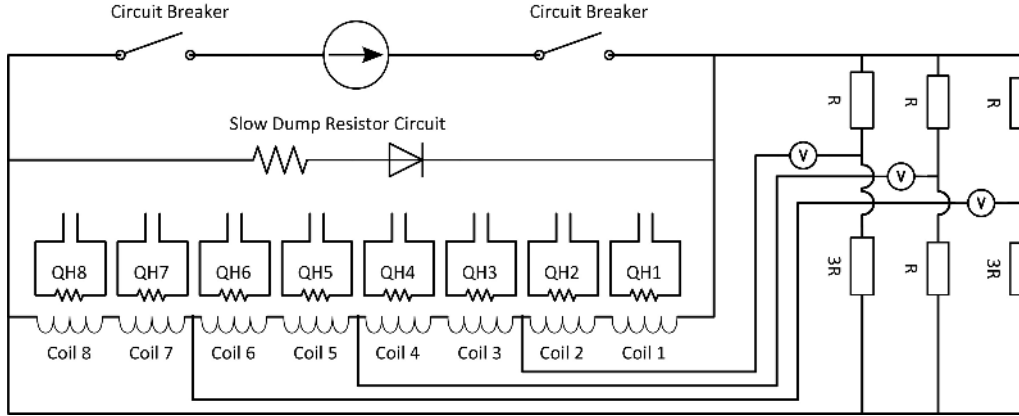 Circuit Breaker
Circuit Breaker
R
R
R
Slow Dump Resistor Circuit
V
V
V
QH8
QH7
QH6
QH5
QH4
QH3
QH2
QH1
3R
R
3R
Coil 8
Coil 7
Coil 6
Coil 5
Coil 4
Coil 3
Coil 2
Coil 1